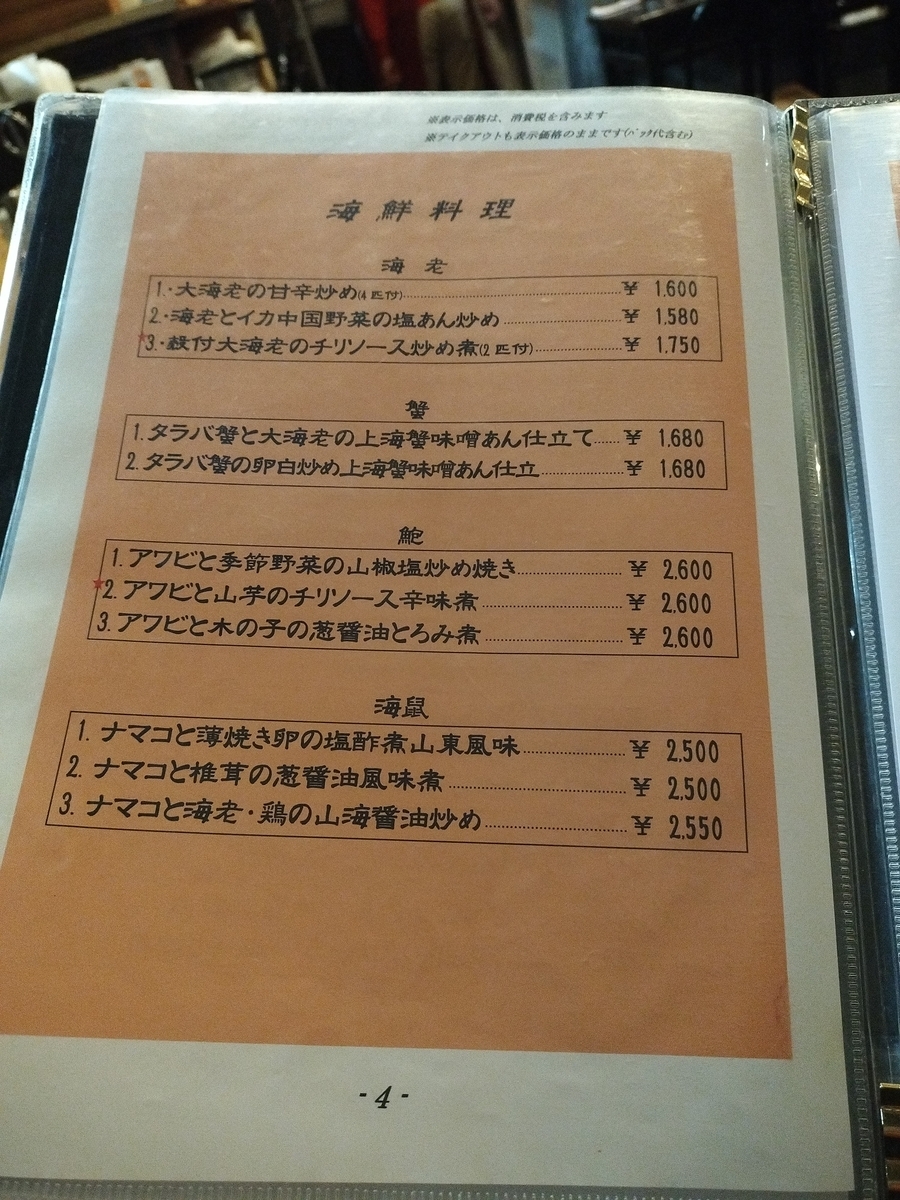 ※表示価格は、消費税を含みます
※テイクアウトも表示価格のままです(パック代含む)
海鮮料理
海老
1.・大海老の甘辛炒め(4匹付)……¥ 1.600
2.・海老とイカ中国野菜の塩あん炒め……¥ 1.580
★3.・殻付大海老のチリソース炒め煮(2匹付)……¥ 1.750
蟹
1.タラバ蟹と大海老の上海蟹味噌あん仕立て……¥ 1.680
2.タラバ蟹の卵白炒め上海蟹味噌あん仕立……¥ 1,680
鮑
1.アワビと季節野菜の山椒塩炒め焼き……¥ 2,600
★2.アワビと山芋のチリソース辛味煮……¥ 2,600
3.アワビと木の子の葱醤油とろみ煮……¥ 2,600
海鼠
1. ナマコと薄焼き卵の塩酢煮山東風味……¥ 2,500
2. ナマコと椎茸の葱醤油風味煮……¥ 2,500
3. ナマコと海老・鶏の山海醤油炒め……¥ 2,550
- 4 -